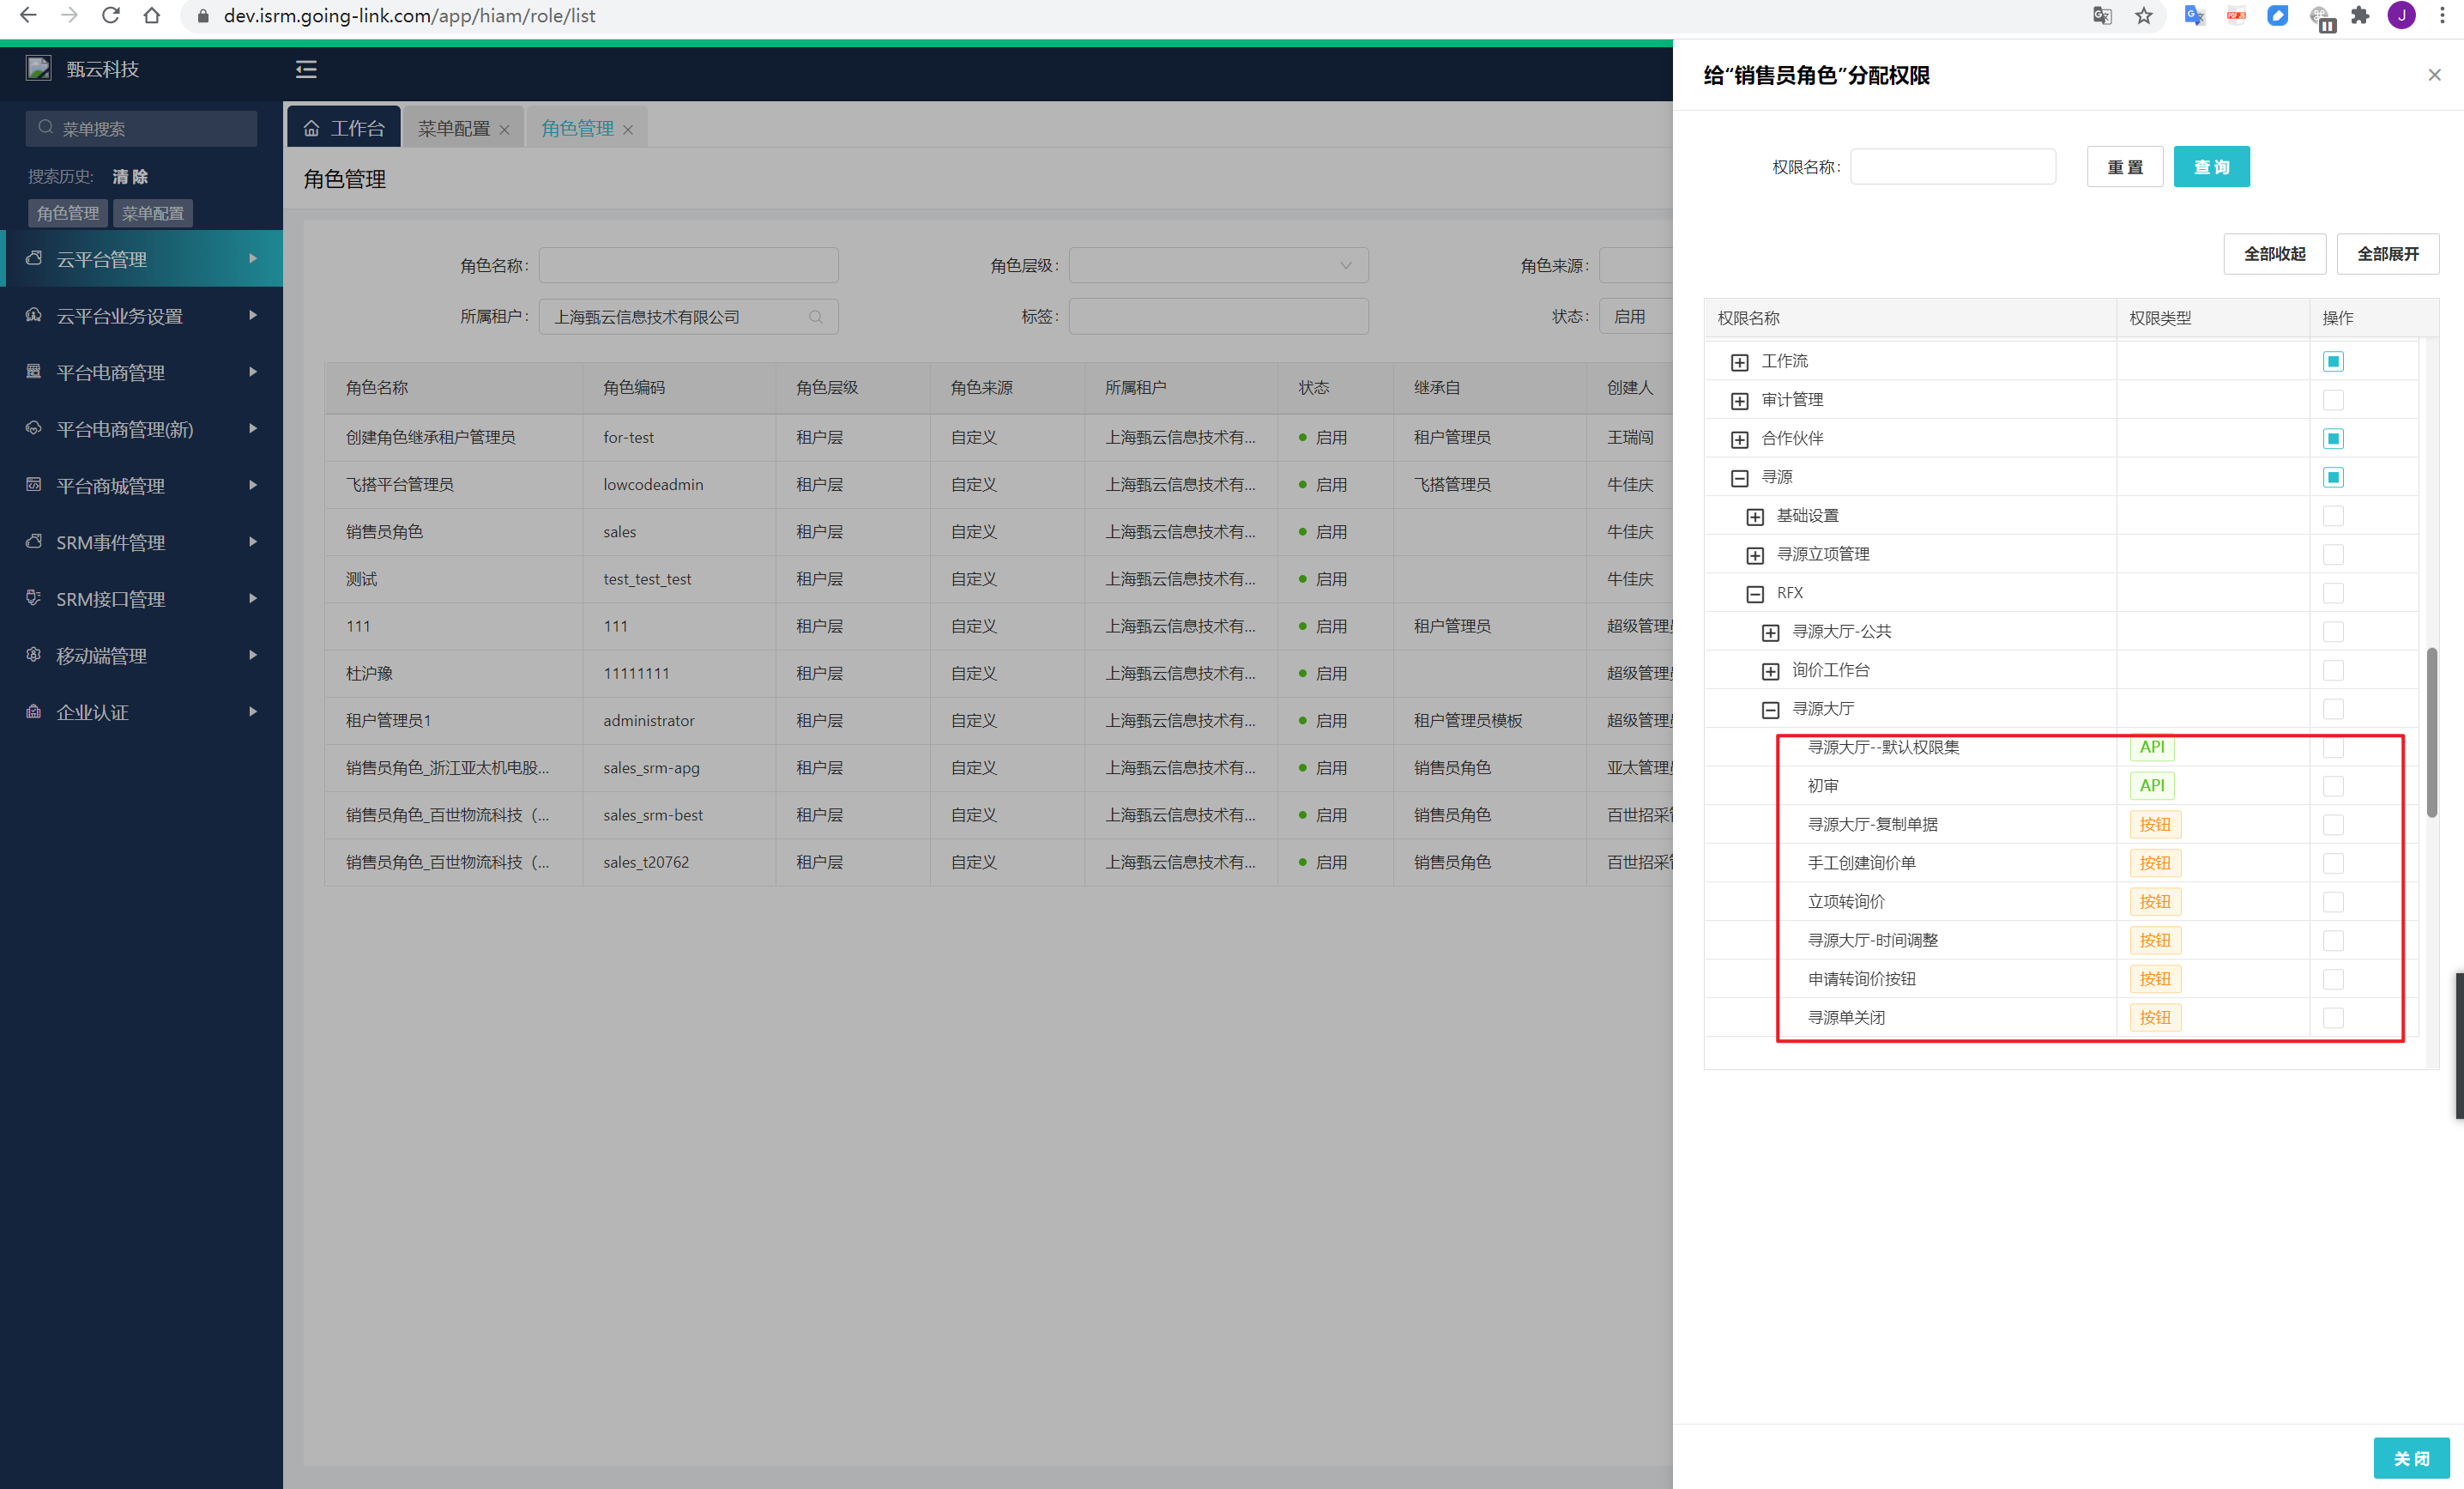 dev.isrm.going-link.com/app/hiam/role/list
J
甄云科技
菜单搜索
搜索历史: 清 除
角色管理 菜单配置
云平台管理
云平台业务设置
平台电商管理
平台电商管理(新)
平台商城管理
SRM事件管理
SRM接口管理
移动端管理
企业认证
工作台 菜单配置 角色管理
角色管理
角色名称: 角色层级: 角色来源:
所属租户: 上海甄云信息技术有限公司 标签: 状态: 启用
角色名称 角色编码 角色层级 角色来源 所属租户 状态 继承自 创建人
创建角色继承租户管理员 for-test 租户层 自定义 上海甄云信息技术有... 启用 租户管理员 王瑞闯
飞搭平台管理员 lowcodeadmin 租户层 自定义 上海甄云信息技术有... 启用 飞搭管理员 牛佳庆
销售员角色 sales 租户层 自定义 上海甄云信息技术有... 启用 牛佳庆
测试 test_test_test 租户层 自定义 上海甄云信息技术有... 启用 牛佳庆
111 111 租户层 自定义 上海甄云信息技术有... 启用 租户管理员 超级管理
杜沪豫 11111111 租户层 自定义 上海甄云信息技术有... 启用 超级管理
租户管理员1 administrator 租户层 自定义 上海甄云信息技术有... 启用 租户管理员模板 超级管理
销售员角色_浙江亚太机电股... sales_srm-apg 租户层 自定义 上海甄云信息技术有... 启用 销售员角色 亚太管理
销售员角色_百世物流科技（... sales_srm-best 租户层 自定义 上海甄云信息技术有... 启用 销售员角色 百世招采
销售员角色_百世物流科技（... sales_t20762 租户层 自定义 上海甄云信息技术有... 启用 销售员角色 百世招采
给“销售员角色”分配权限
权限名称: 重 置 查 询
全部收起 全部展开
权限名称 权限类型 操作
工作流
审计管理
合作伙伴
寻源
基础设置
寻源立项管理
RFX
寻源大厅-公共
询价工作台
寻源大厅
寻源大厅--默认权限集 API
初审 API
寻源大厅-复制单据 按钮
手工创建询价单 按钮
立项转询价 按钮
寻源大厅-时间调整 按钮
申请转询价按钮 按钮
寻源单关闭 按钮
关 闭